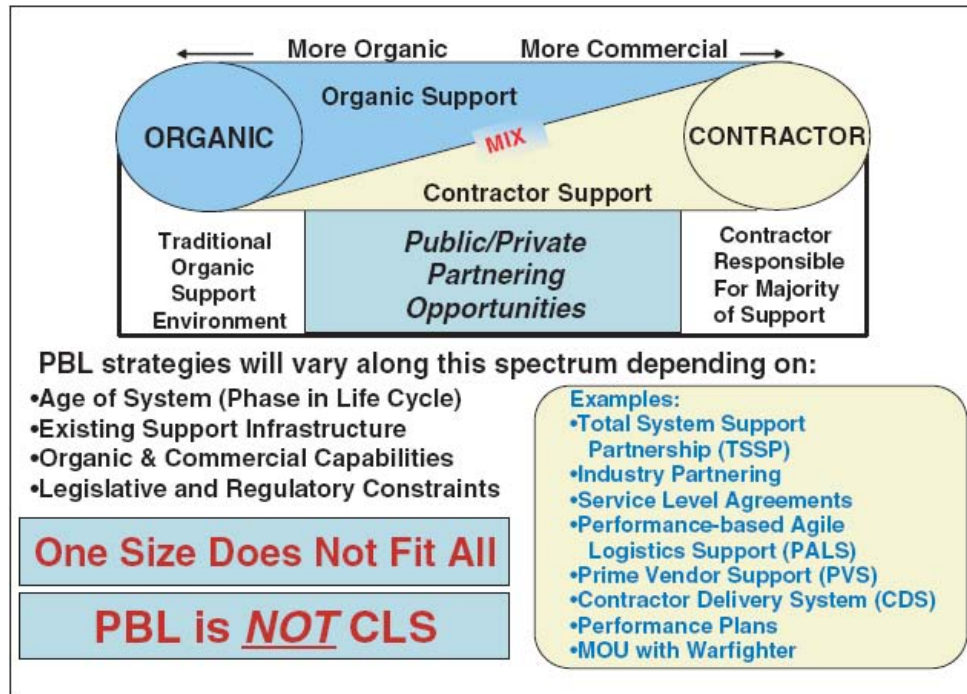 More Organic
More Commercial
Organic Support
ORGANIC
MIX
CONTRACTOR
Contractor Support
Traditional
Organic
Support
Environment
Public/Private
Partnering
Opportunities
Contractor
Responsible
For Majority
of Support
PBL strategies will vary along this spectrum depending on:
•Age of System (Phase in Life Cycle)
•Existing Support Infrastructure
•Organic & Commercial Capabilities
•Legislative and Regulatory Constraints
One Size Does Not Fit All
PBL is NOT CLS
Examples:
•Total System Support
Partnership (TSSP)
•Industry Partnering
•Service Level Agreements
•Performance-based Agile
Logistics Support (PALS)
•Prime Vendor Support (PVS)
•Contractor Delivery System (CDS)
•Performance Plans
•MOU with Warfighter